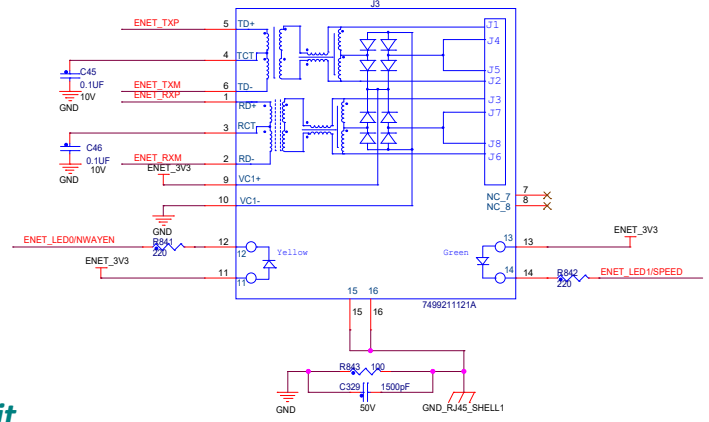 J3
ENET_TXP
5
TD+
J1
J4
4
TCT
C45
0.1UF
10V
GND
J5
J2
ENET_TXM
6
TD-
ENET_RXP
1
RD+
J3
J7
3
RCT
C46
0.1UF
10V
GND
J8
J6
ENET_RXM
2
RD-
ENET_3V3
9
VC1+
NC_7
7
10
VC1-
NC_8
8
GND
ENET_3V3
ENET_LED0/NWAYEN
R841
220
12
12
Yellow
Green
13
13
ENET_3V3
11
11
14
14
R842
220
ENET_LED1/SPEED
15
16
7499211121A
15
16
R843
100
C329
1500pF
50V
GND
GND_RJ45_SHELL1
it